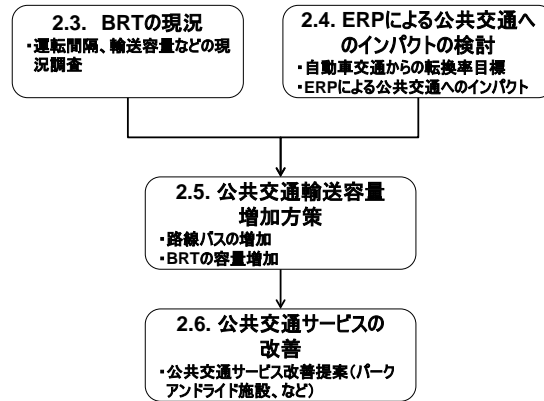 2.3. BRTの現況
・運転間隔、輸送容量などの現
況調査
2.4. ERPによる公共交通へ
のインパクトの検討
・自動車交通からの転換率目標
・ERPによる公共交通へのインパクト
2.5. 公共交通輸送容量
増加方策
・路線バスの増加
・BRTの容量増加
2.6. 公共交通サービスの
改善
・公共交通サービス改善提案(パーク
アンドライド施設、など)